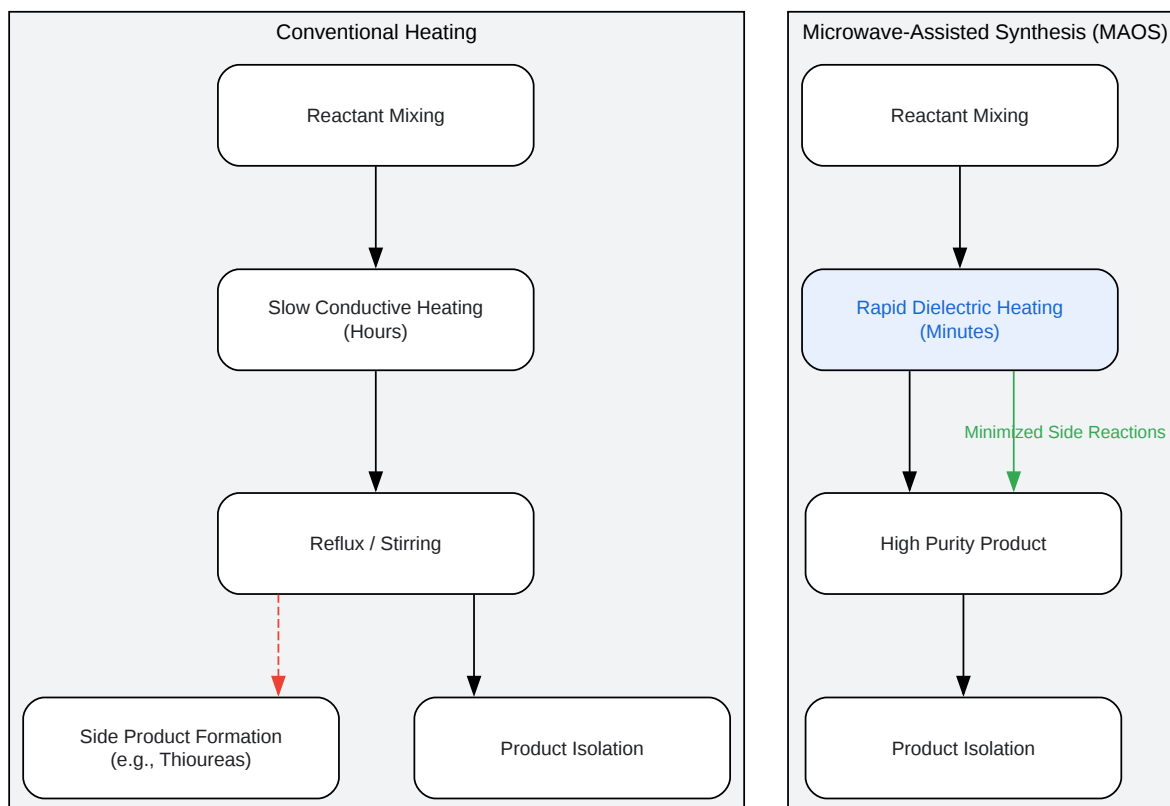 Conventional Heating
Reactant Mixing
Slow Conductive Heating
(Hours)
Reflux / Stirring
Side Product Formation
(e.g., Thioureas)
Product Isolation
Microwave-Assisted Synthesis (MAOS)
Reactant Mixing
Rapid Dielectric Heating
(Minutes)
Minimized Side Reactions
High Purity Product
Product Isolation